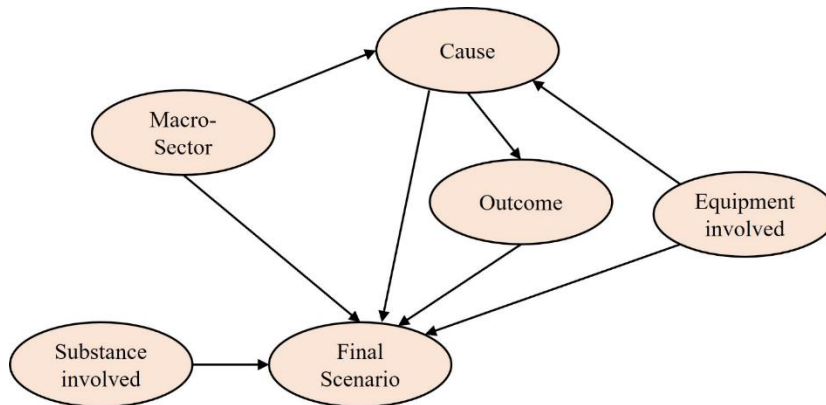 Cause
Macro-
Sector
Outcome
Equipment
involved
Substance
involved
Final
Scenario